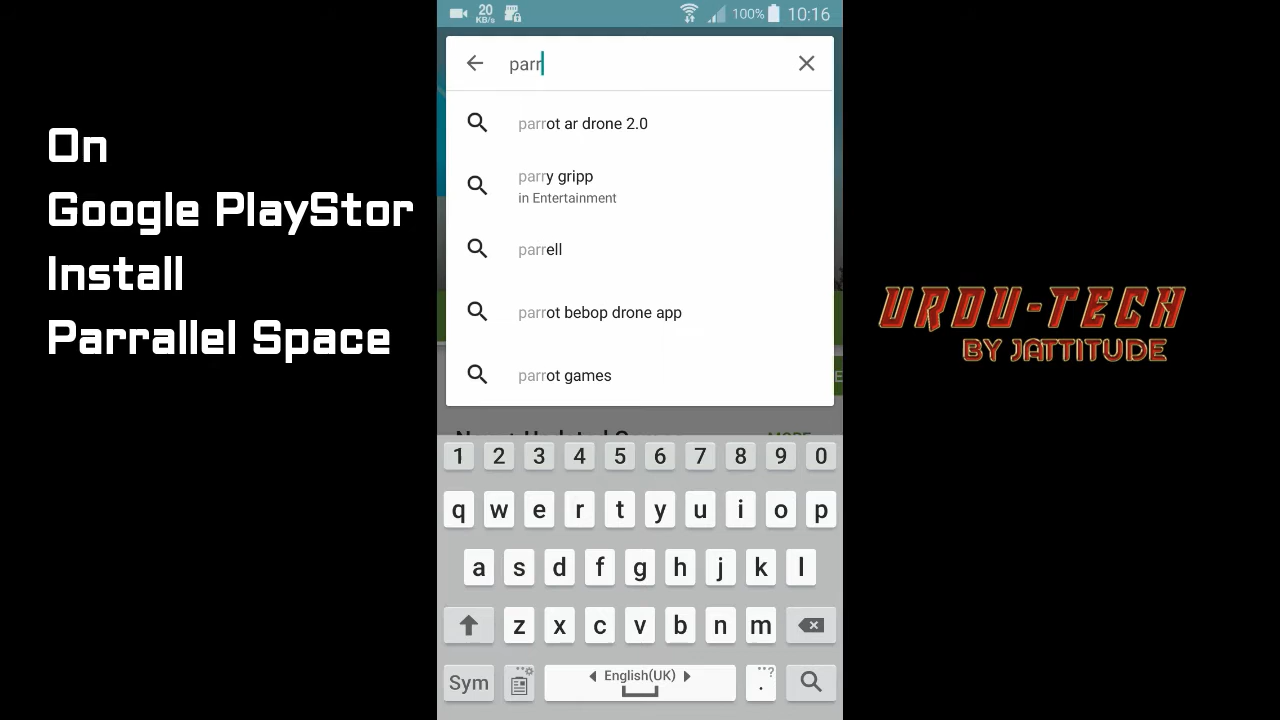 On
Google PlayStor
Install
Parrallel Space
20
KB/s
100%
10:16
parr
parrot ar drone 2.0
parry gripp
in Entertainment
parrell
parrot bebop drone app
parrot games
MORE
1 2 3 4 5 6 7 8 9 0
q w e r t y u i o p
a s d f g h j k l
z x c v b n m
Sym
English(UK)
. ?
URDU-TECH
BY JATTITUDE